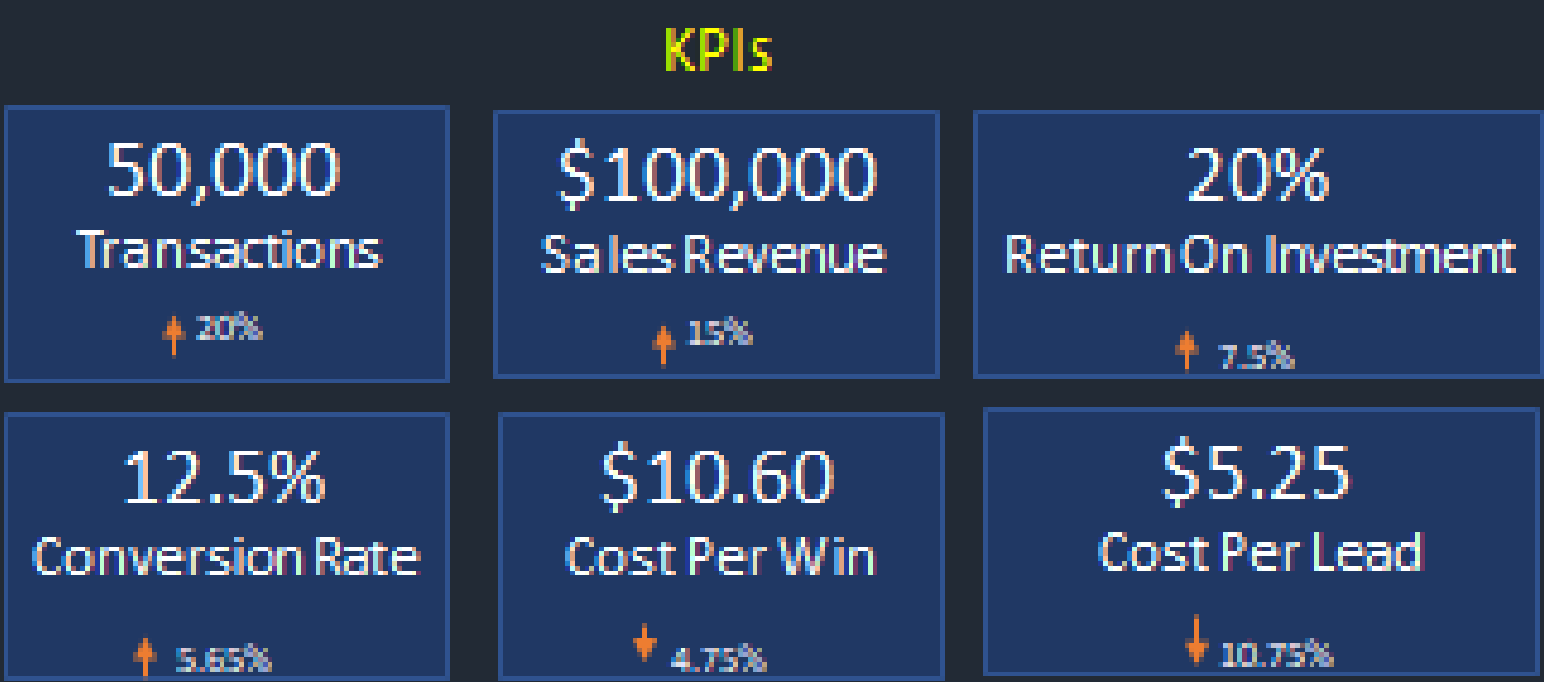 KPIs
50,000
Transactions
20%
$100,000
Sales Revenue
15%
20%
Return On Investment
7.5%
12.5%
Conversion Rate
5.65%
$10.60
Cost Per Win
4.75%
$5.25
Cost Per Lead
10.75%